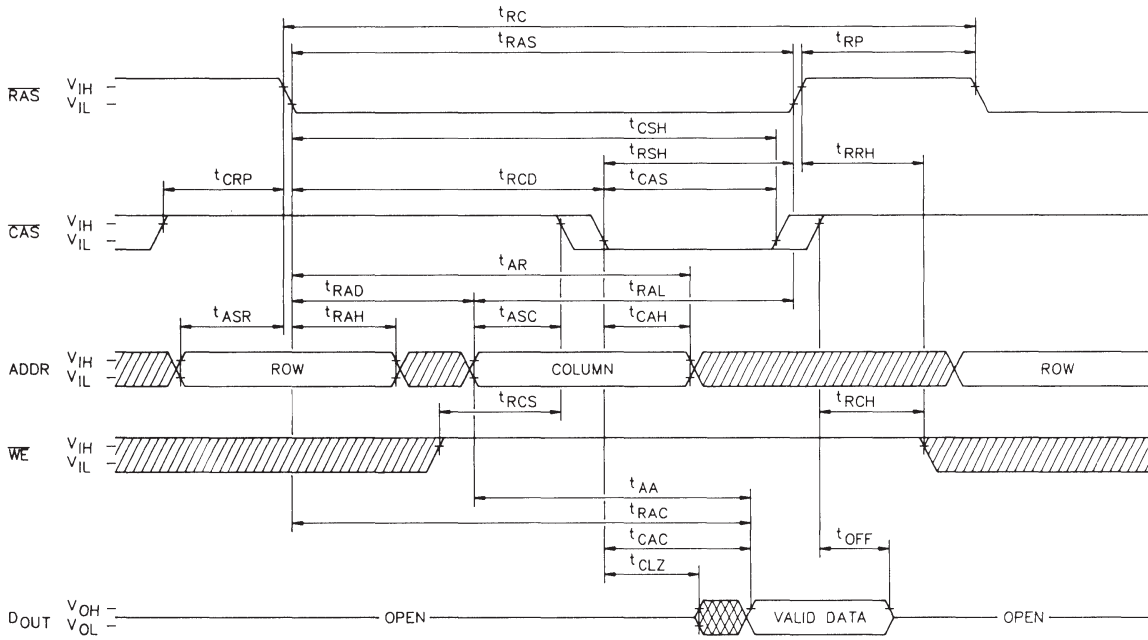 tRC
tRAS tRP
RAS VIH
VIL
tCSH
tRSH tRRH
tCRP tRCD tCAS
CAS VIH
VIL
tAR
tRAD tRAL
tASR tRAH tASC tCAH
ADDR VIH
VIL
ROW COLUMN ROW
tRCS tRCH
WE VIH
VIL
tAA
tRAC
tCAC tOFF
tCLZ
DOUT VOH
VOL
OPEN VALID DATA OPEN